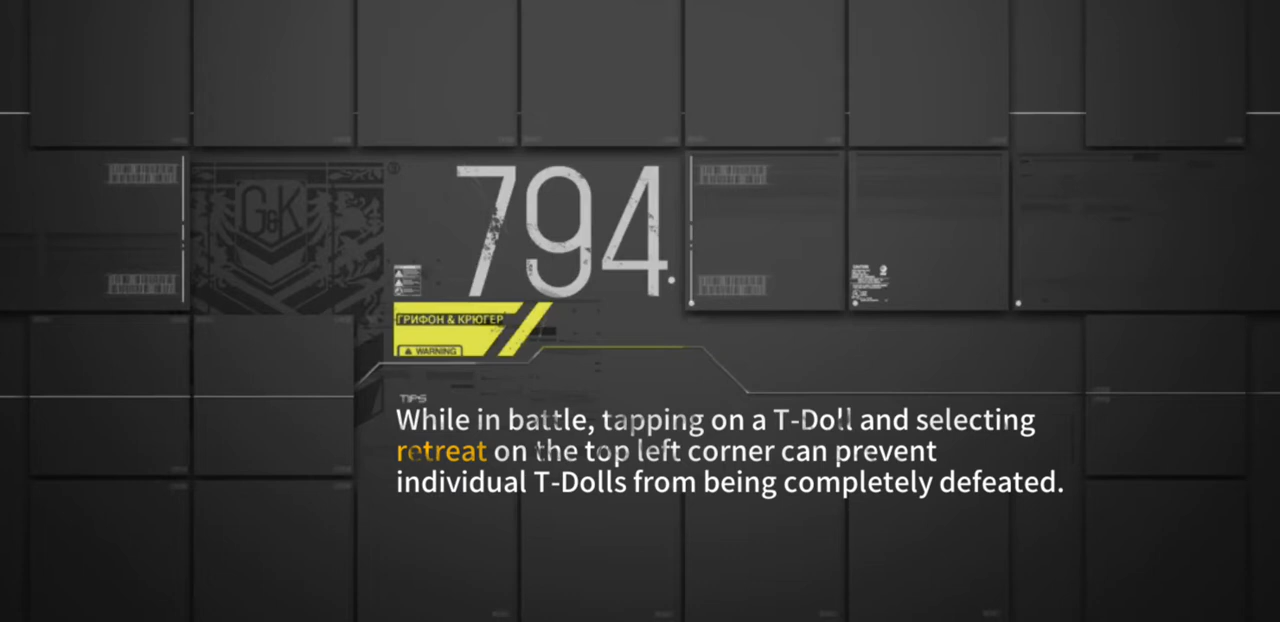 G&K
794.
ГРИФОН & КРЮГЕР
WARNING
TIPS
While in battle, tapping on a T-Doll and selecting
retreat on the top left corner can prevent
individual T-Dolls from being completely defeated.